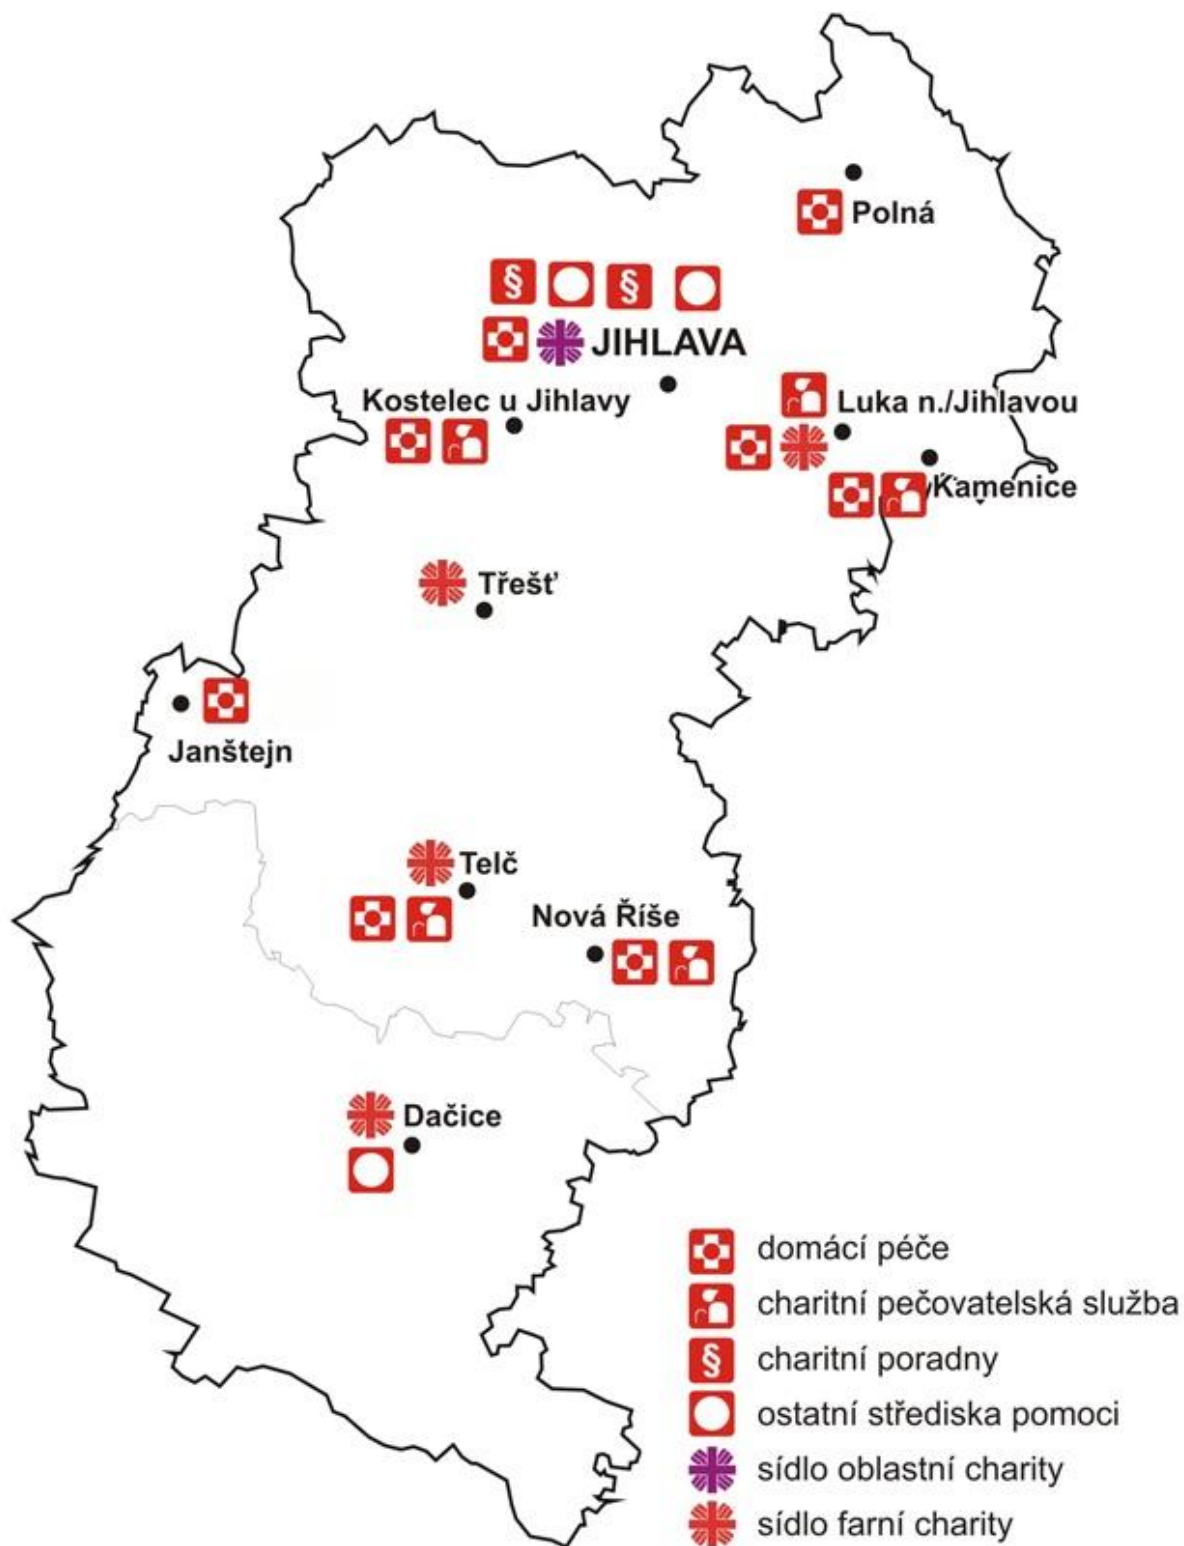 Polná
§ §
JIHLAVA
Kostelec u Jihlavy
Luka n./Jihlavou
Kamenice
Třešť
Janštejn
Telč
Nová Říše
Dačice
domácí péče
charitní pečovatelská služba
§ charitní poradny
ostatní střediska pomoci
sídlo oblastní charity
sídlo farní charity